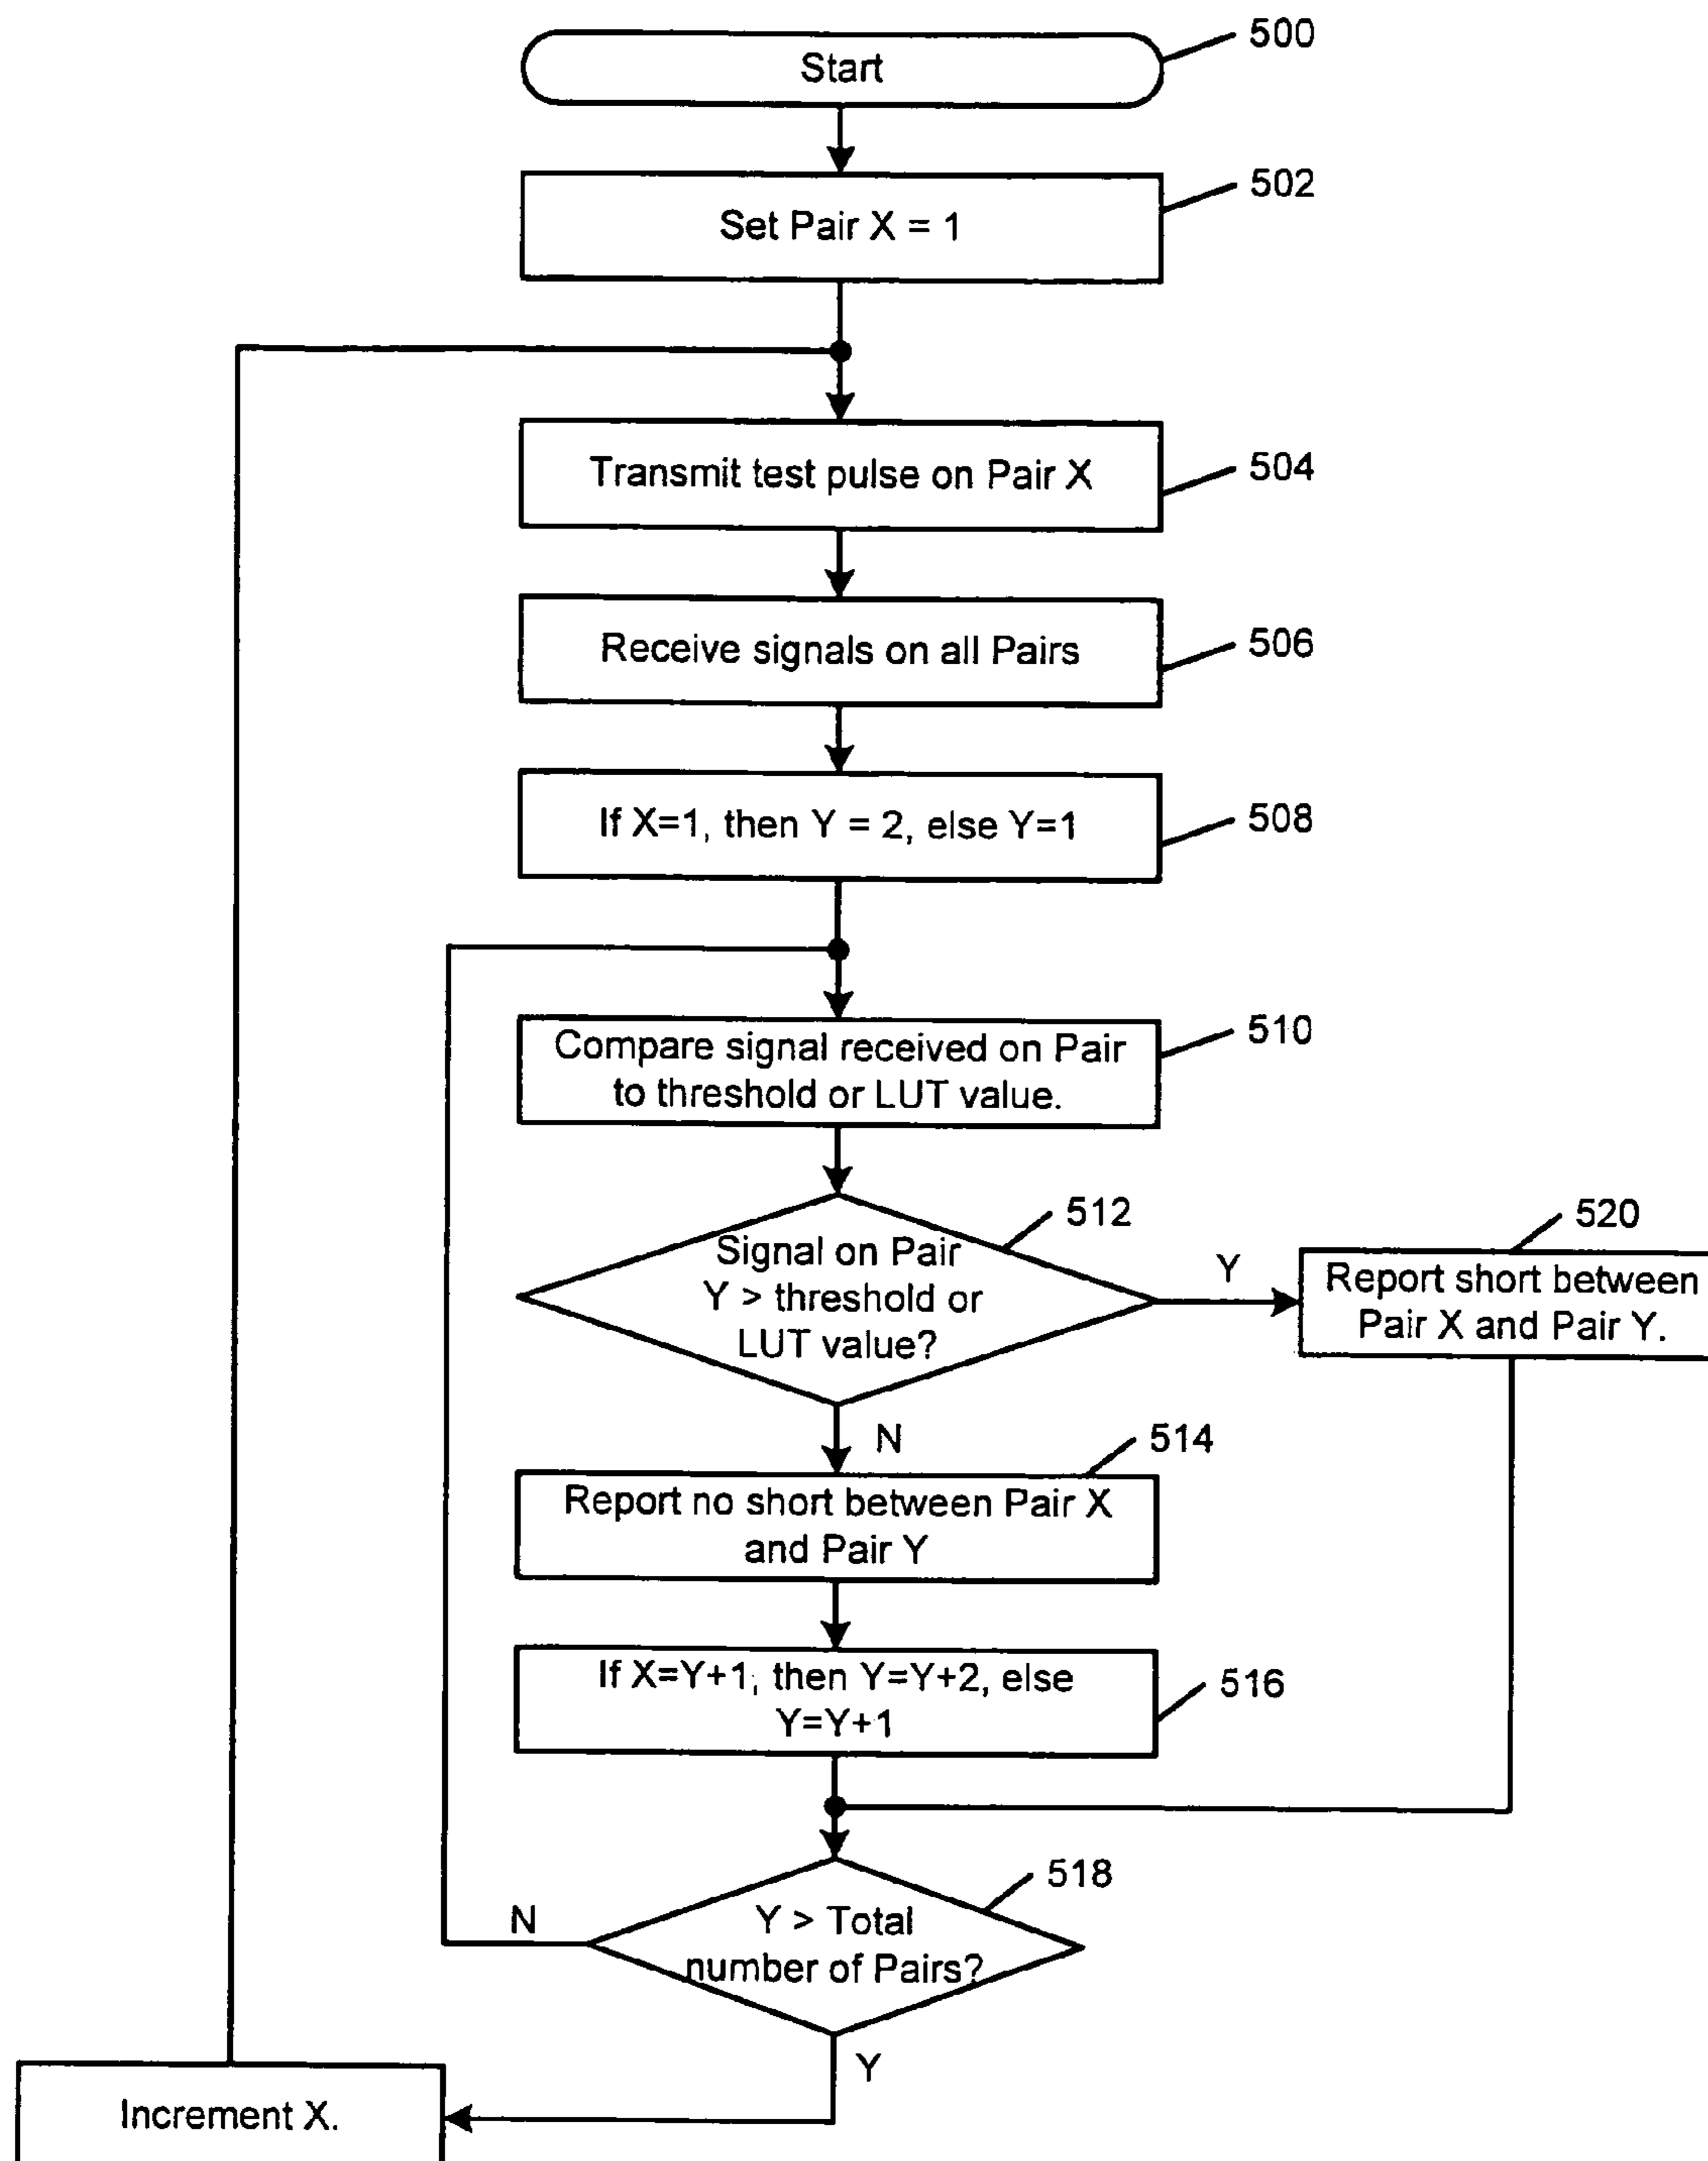 500
Start
502
Set Pair X = 1
504
Transmit test pulse on Pair X
506
Receive signals on all Pairs
508
If X=1, then Y = 2, else Y=1
510
Compare signal received on Pair
to threshold or LUT value.
512
Signal on Pair
Y > threshold or
LUT value?
Y
520
Report short between
Pair X and Pair Y.
N
514
Report no short between Pair X
and Pair Y
516
If X=Y+1, then Y=Y+2, else
Y=Y+1
518
Y > Total
number of Pairs?
N
Y
Increment X.